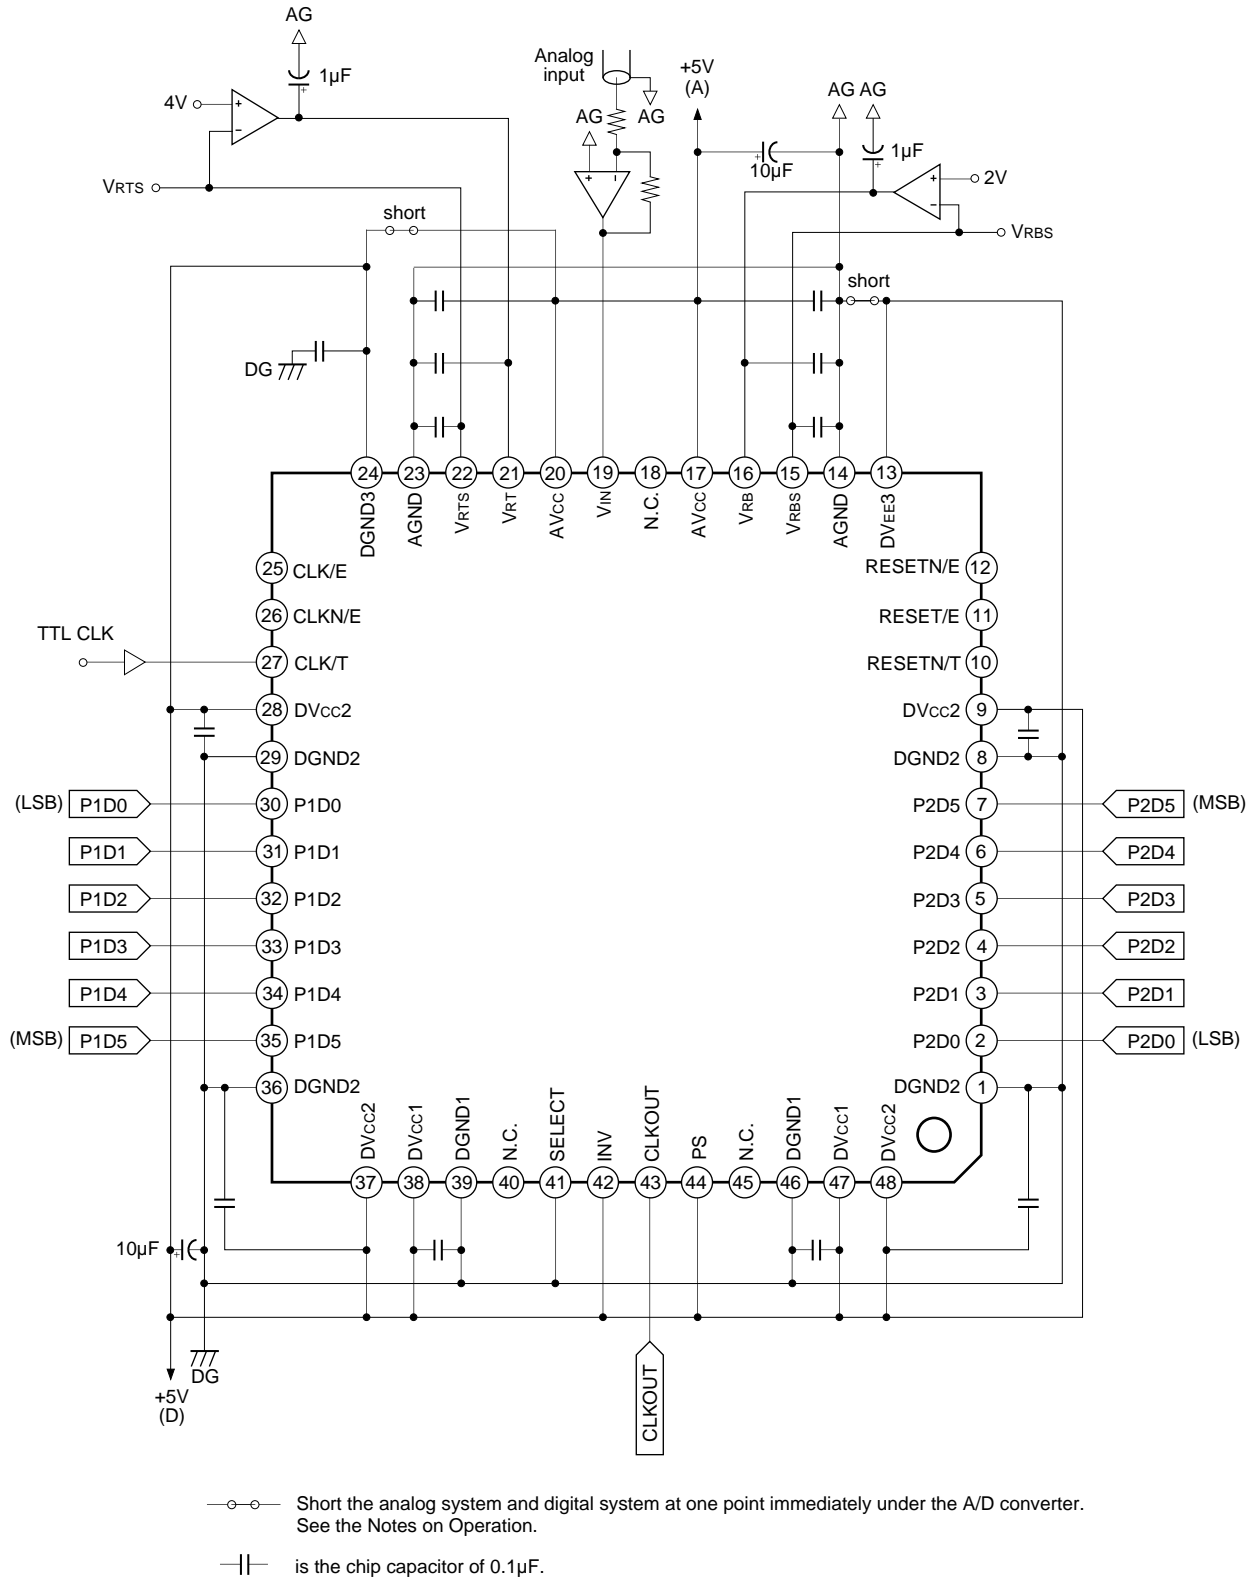 AG
1µF
4V
VRTS
Analog
input
AG
AG
+5V
(A)
AG AG
10µF
1µF
2V
VRBS
short
short
DG
24 23 22 21 20 19 18 17 16 15 14 13
DGND3
AGND
VRTS
VRT
AVCC
VIN
N.C.
AVCC
VRB
VRBS
AGND
DVEE3
25 CLK/E
RESETN/E 12
26 CLKN/E
RESET/E 11
TTL CLK
27 CLK/T
RESETN/T 10
28 DVCC2
DVCC2 9
29 DGND2
DGND2 8
(LSB) P1D0 30 P1D0
P2D5 7 P2D5 (MSB)
P1D1 31 P1D1
P2D4 6 P2D4
P1D2 32 P1D2
P2D3 5 P2D3
P1D3 33 P1D3
P2D2 4 P2D2
P1D4 34 P1D4
P2D1 3 P2D1
(MSB) P1D5 35 P1D5
P2D0 2 P2D0 (LSB)
36 DGND2
DGND2 1
DVCC2
DVCC1
DGND1
N.C.
SELECT
INV
CLKOUT
PS
N.C.
DGND1
DVCC1
DVCC2
37 38 39 40 41 42 43 44 45 46 47 48
10µF
DG
+5V
(D)
CLKOUT
Short the analog system and digital system at one point immediately under the A/D converter.
See the Notes on Operation.
is the chip capacitor of 0.1µF.